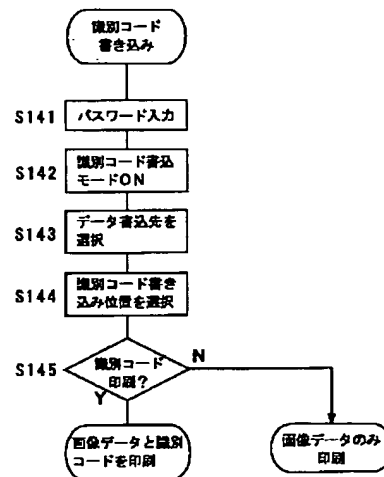 識別コード
書き込み
S141
パスワード入力
S142
識別コード書込
モードON
S143
データ書込先を
選択
S144
識別コード書き
込み位置を選択
S145
識別コード
印刷?
N
Y
画像データと識別
コードを印刷
画像データのみ
印刷